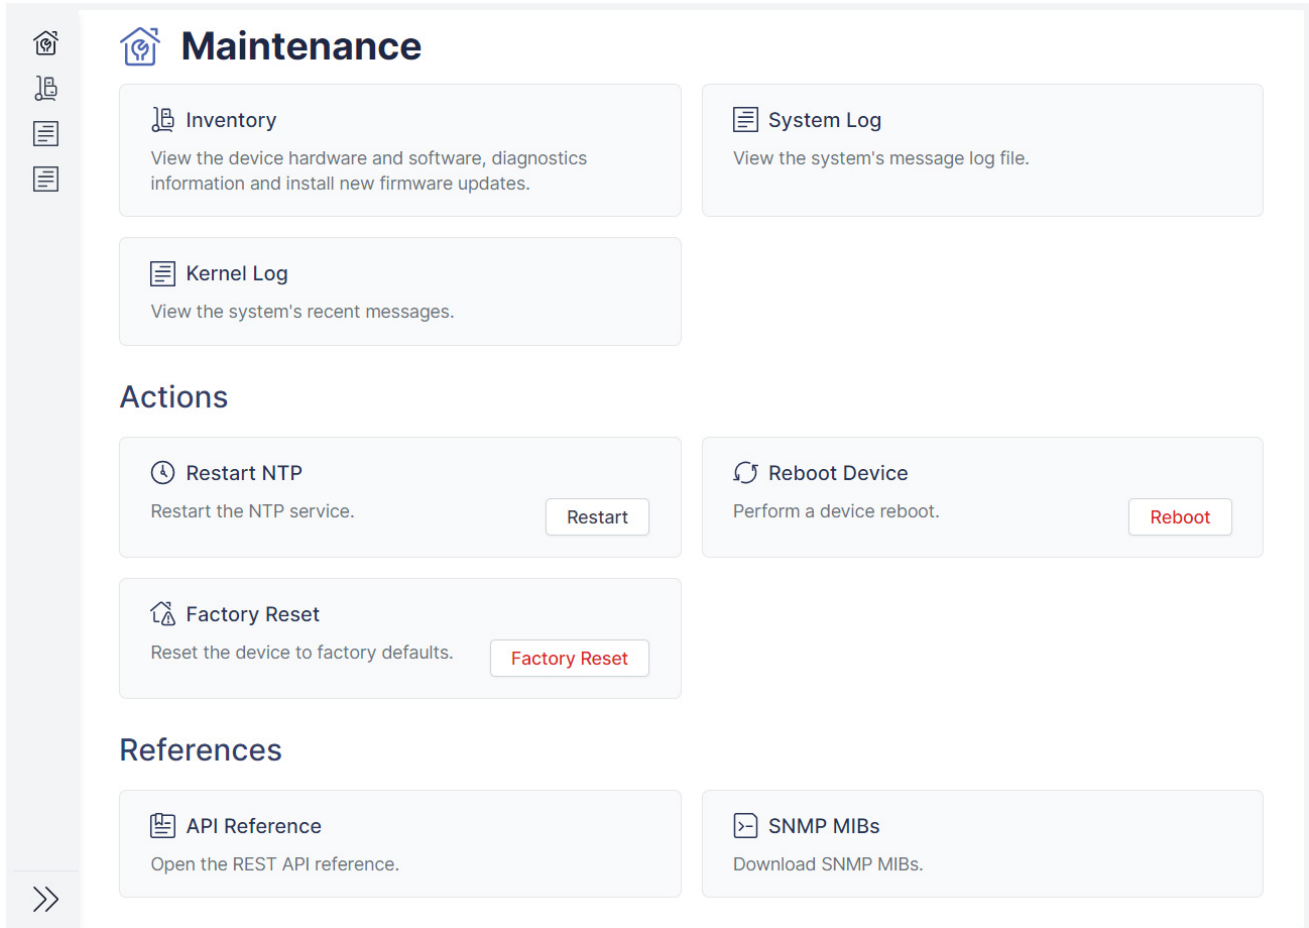 Maintenance
Inventory
View the device hardware and software, diagnostics
information and install new firmware updates.
System Log
View the system's message log file.
Kernel Log
View the system's recent messages.
Actions
Restart NTP
Restart the NTP service.
Restart
Reboot Device
Perform a device reboot.
Reboot
Factory Reset
Reset the device to factory defaults.
Factory Reset
References
API Reference
Open the REST API reference.
SNMP MIBs
Download SNMP MIBs.